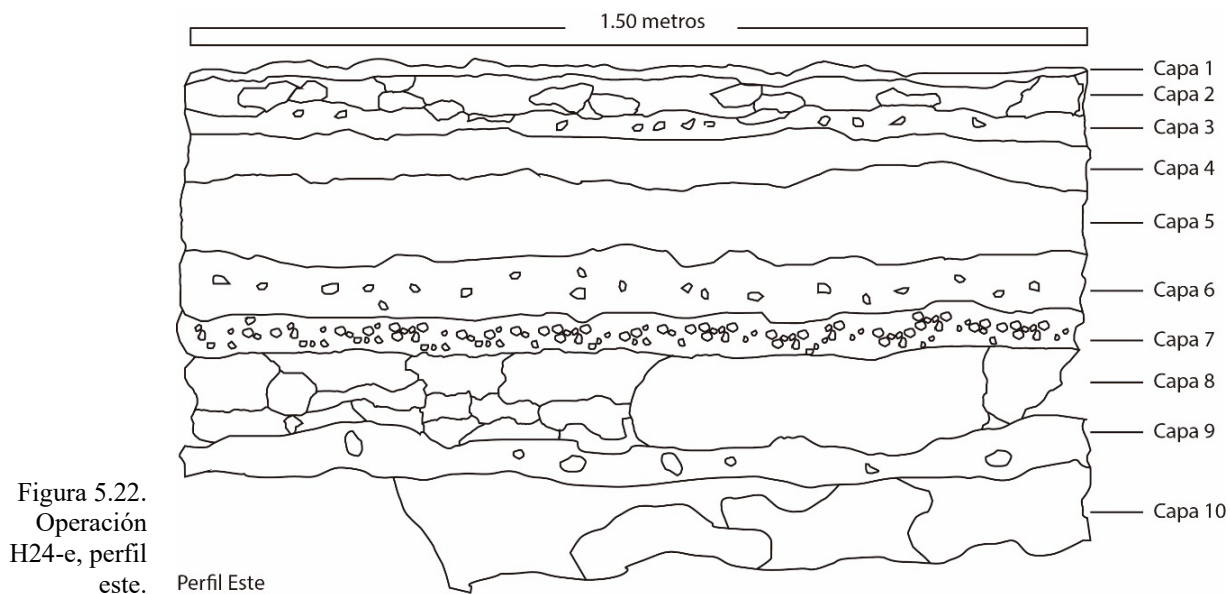 1.50 metros
Capa 1
Capa 2
Capa 3
Capa 4
Capa 5
Capa 6
Capa 7
Capa 8
Capa 9
Capa 10
Figura 5.22.
Operación
H24-e, perfil
este.
Perfil Este